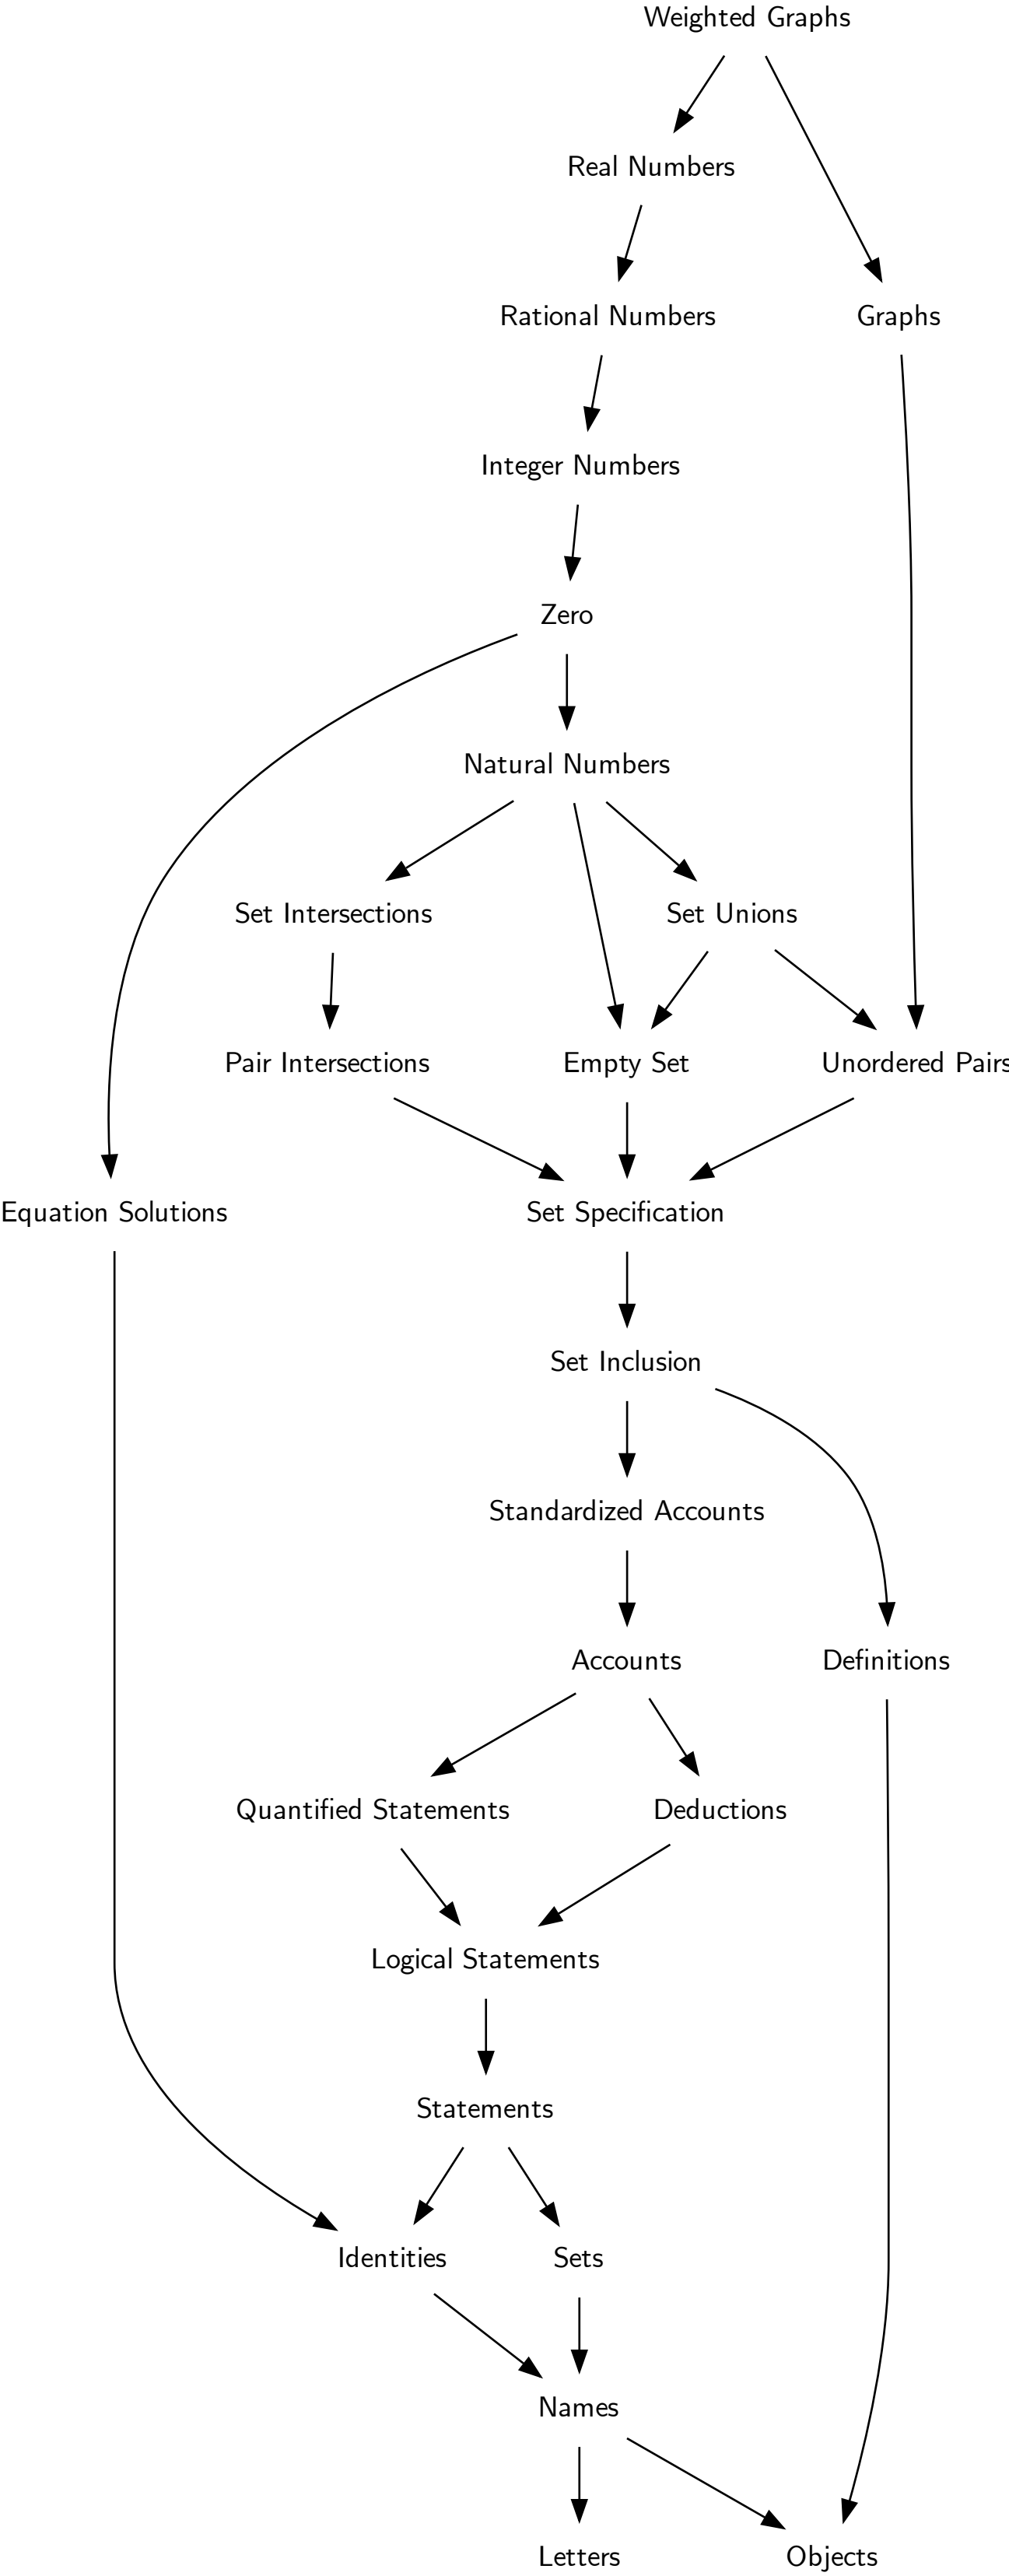 Weighted Graphs
Real Numbers
Rational Numbers
Graphs
Integer Numbers
Zero
Natural Numbers
Set Intersections
Set Unions
Pair Intersections
Empty Set
Unordered Pairs
Equation Solutions
Set Specification
Set Inclusion
Standardized Accounts
Accounts
Definitions
Quantified Statements
Deductions
Logical Statements
Statements
Identities
Sets
Names
Letters
Objects